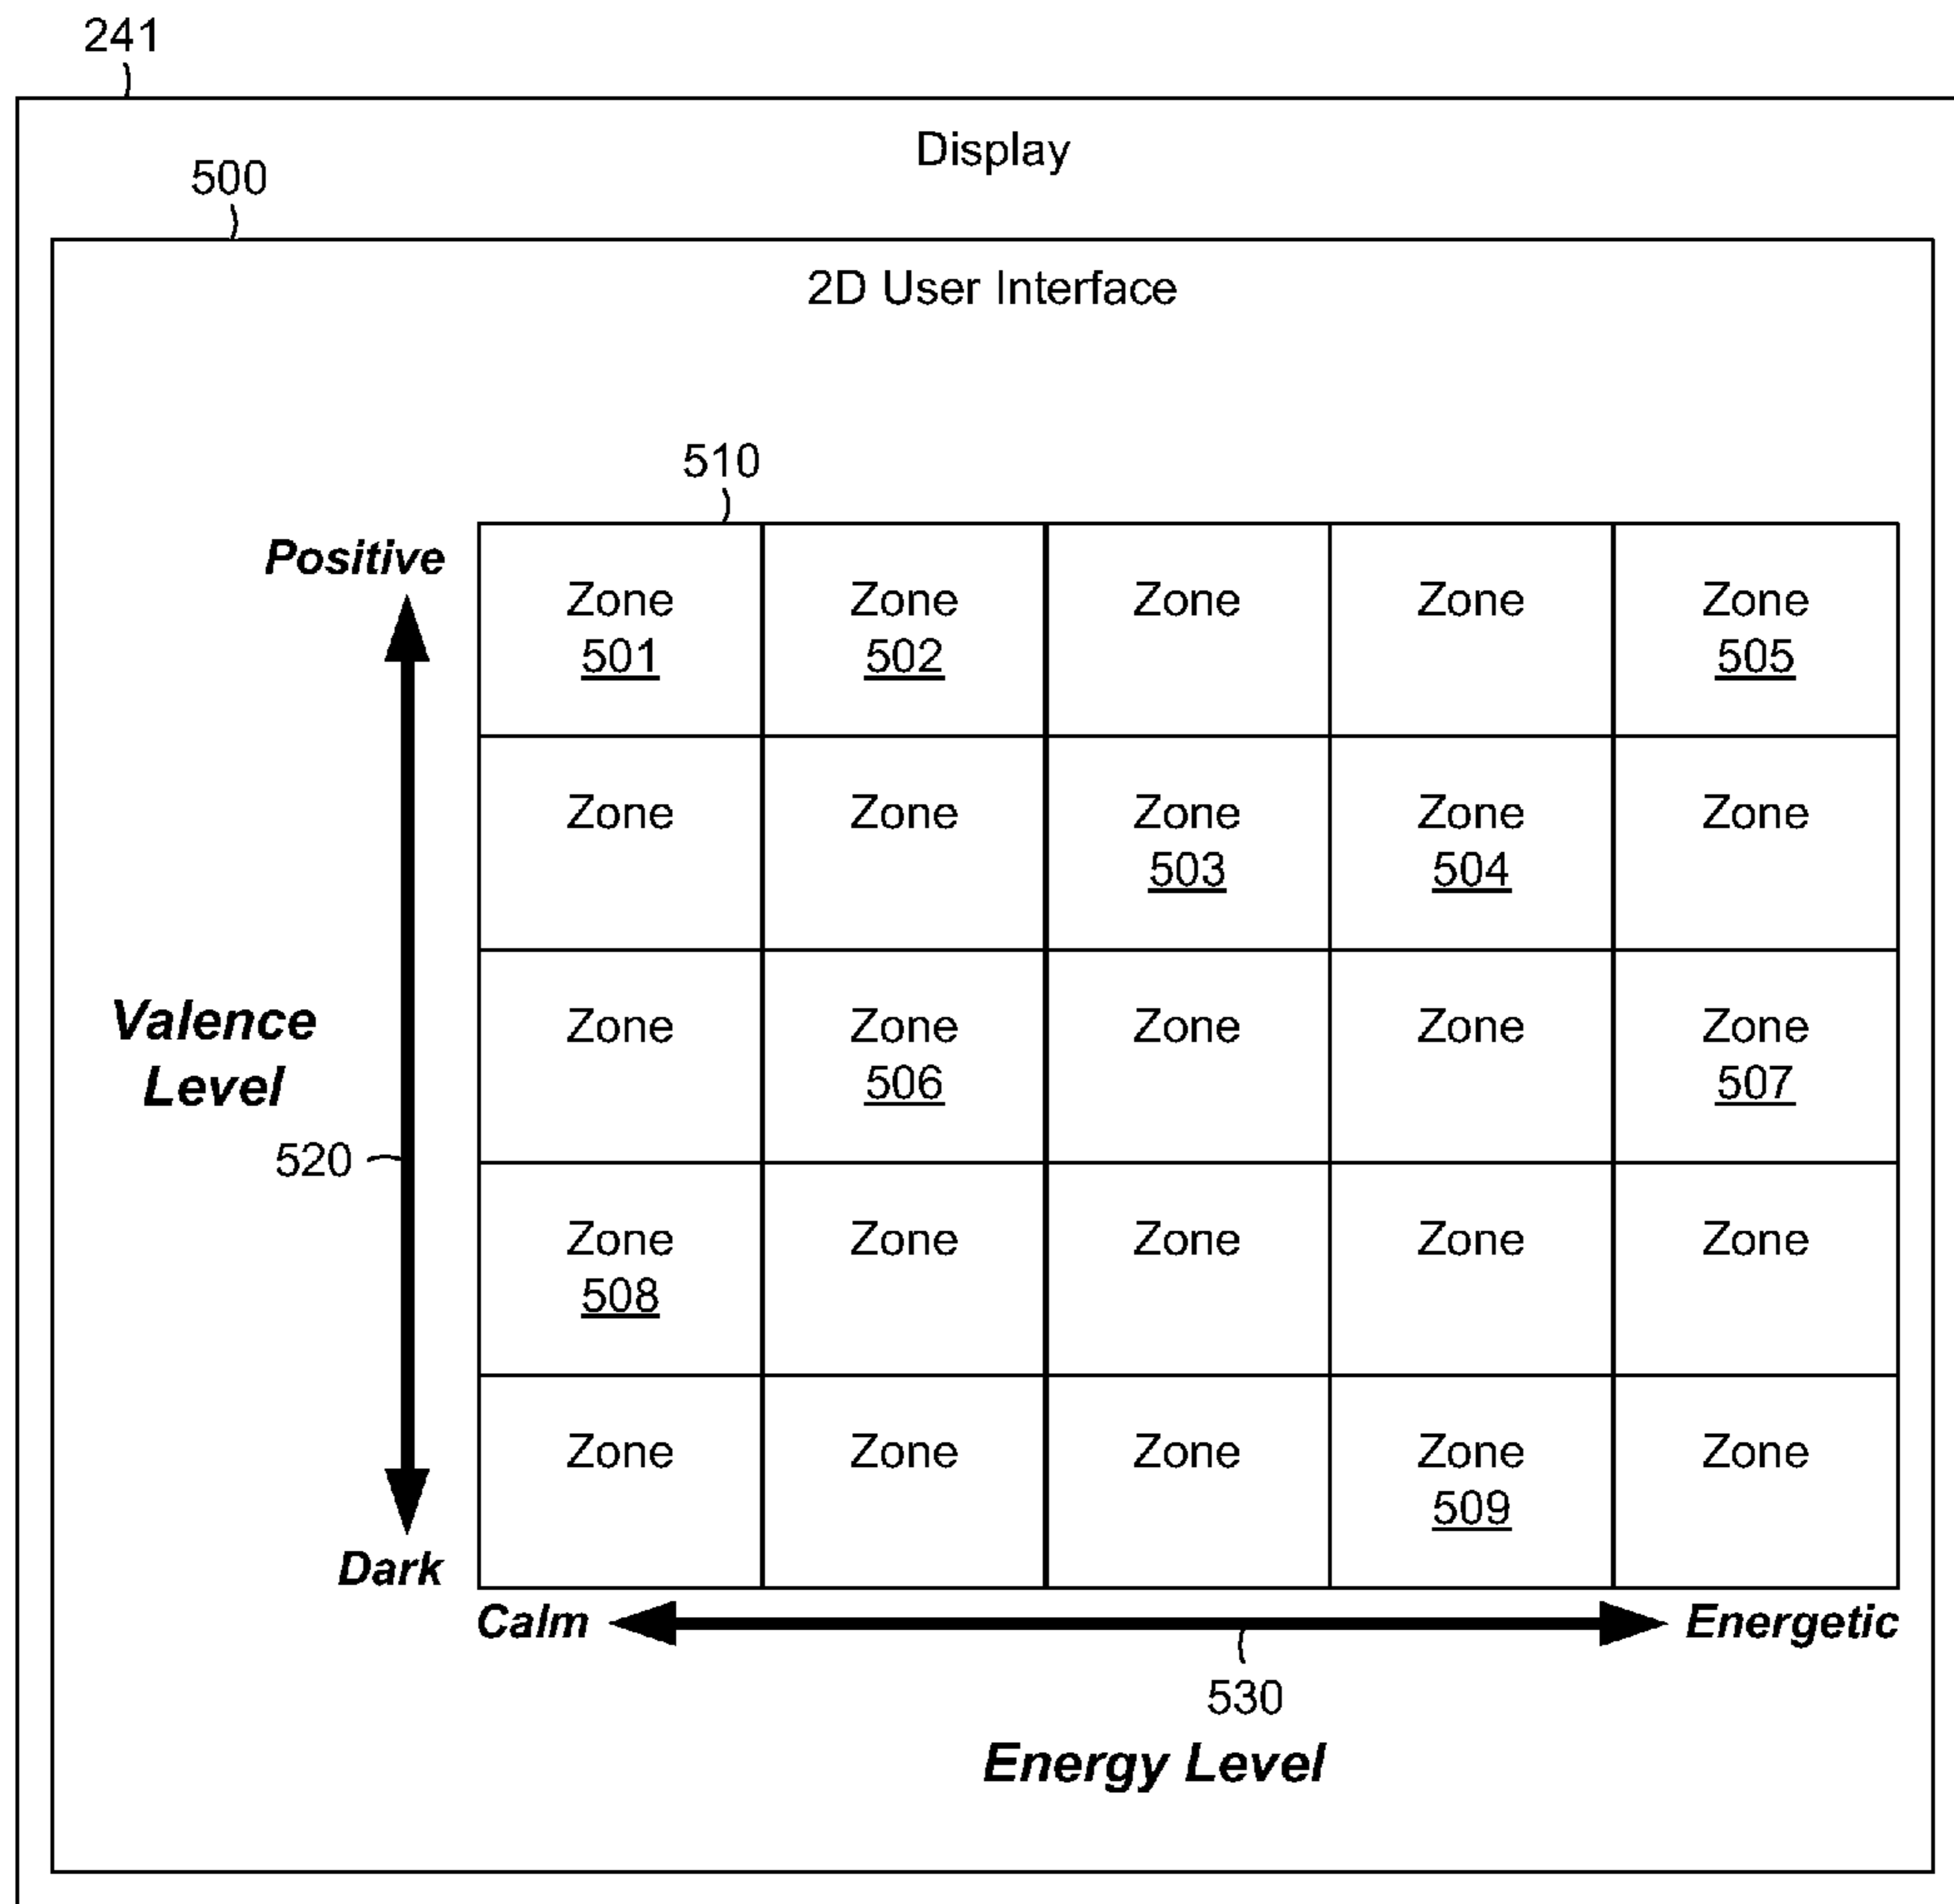 241
Display
500
2D User Interface
510
Positive
Zone Zone Zone Zone Zone
501 502 505
Zone Zone Zone Zone Zone
503 504
Valence
Level
Zone Zone Zone Zone Zone
506 507
520
Zone Zone Zone Zone Zone
508
Zone Zone Zone Zone Zone
509
Dark
Calm Energetic
530
Energy Level